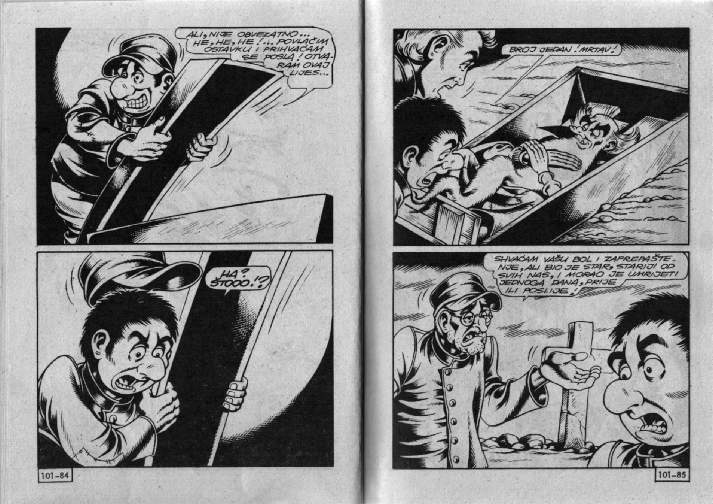 ALI, NIJE OBVEZATNO...
HE, HE, HE!... POVLAČIM
OSTAVKU I PRIHVAĆAM
SE POSLA! OTVA-
RAM OVAJ
LIJES...
HA?
ŠTOOO!?
101-84
BROJ JEDAN! MRTAV!
SHVAĆAM VAŠU BOL I ZAPREPAŠTE-
NJE, ALI BIO JE STAR, STARIJI OD
SVIH NAS, I MORAO JE UMRIJETI
JEDNOGA DANA, PRIJE
ILI POSLIJE!
101-85